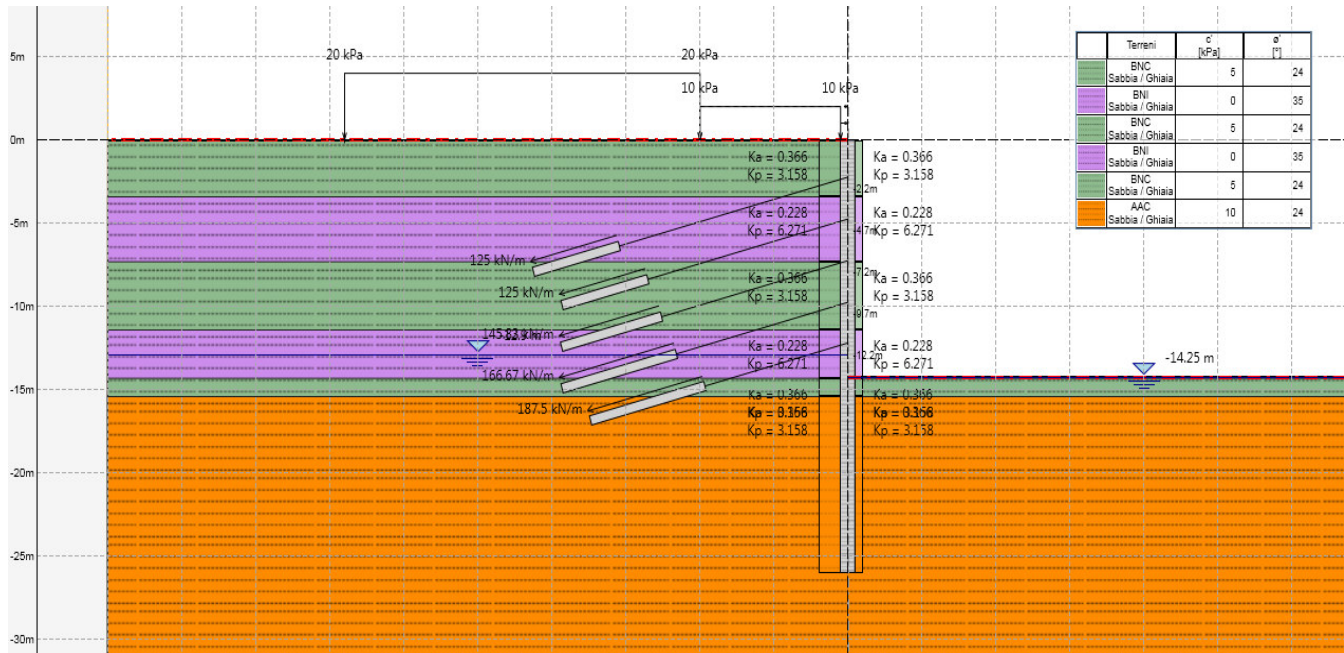 5m
20 kPa
20 kPa
10 kPa
10 kPa
Terreni
c'
[kPa]
ø'
[°]
BNC
Sabbia / Ghiaia
5
24
BNI
Sabbia / Ghiaia
0
35
BNC
Sabbia / Ghiaia
5
24
BNI
Sabbia / Ghiaia
0
35
BNC
Sabbia / Ghiaia
5
24
AAC
Sabbia / Ghiaia
10
24
0m
Ka = 0.366
Kp = 3.158
Ka = 0.366
Kp = 3.158
-2.2m
Ka = 0.228
Kp = 6.271
Ka = 0.228
Kp = 6.271
-4.7m
-5m
125 kN/m
125 kN/m
-7.2m
Ka = 0.366
Kp = 3.158
Ka = 0.366
Kp = 3.158
-10m
-9.7m
Ka = 0.228
Kp = 6.271
Ka = 0.228
Kp = 6.271
-12.2m
166.67 kN/m
187.5 kN/m
-14.25 m
-15m
Ka = 0.366
Kp = 3.158
Ka = 0.366
Kp = 3.158
-20m
-25m
-30m